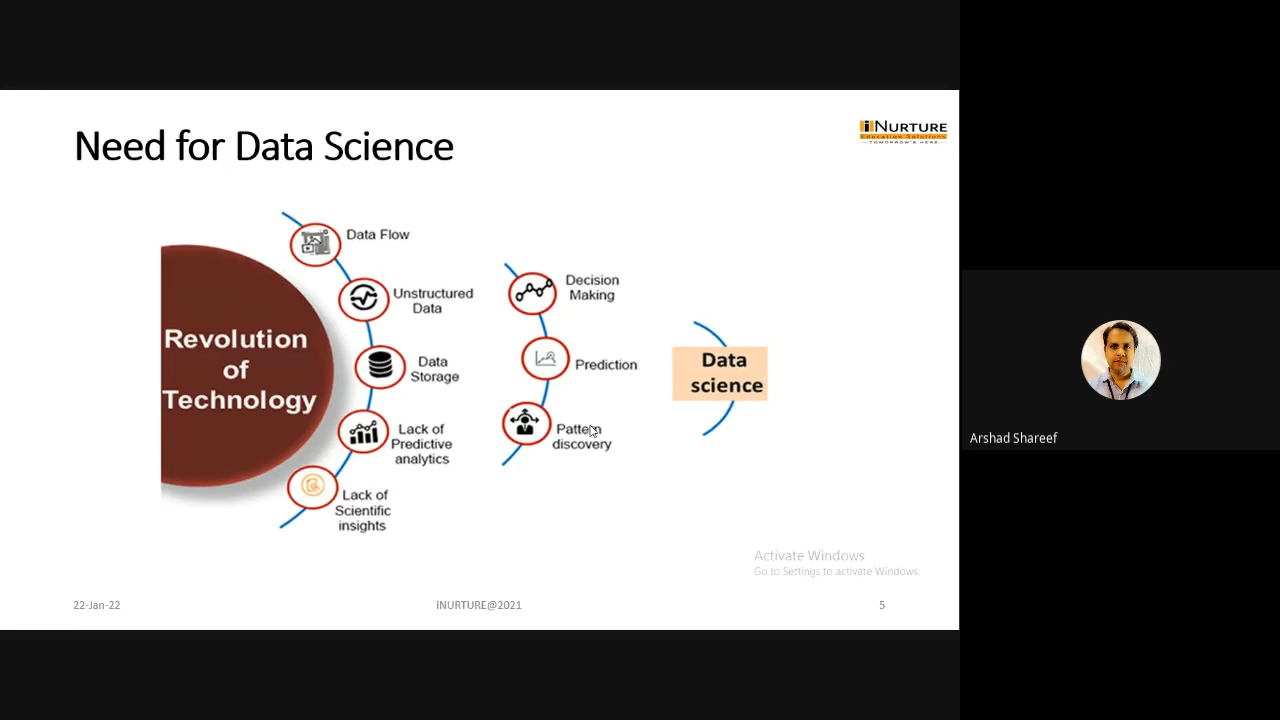 Need for Data Science
iNURTURE
Education Solutions
TOMORROW'S HERE
Data Flow
Unstructured
Data
Data
Storage
Lack of
Predictive
analytics
Lack of
Scientific
insights
Revolution
of
Technology
Decision
Making
Prediction
Pattern
discovery
Data
science
Activate Windows
Go to Settings to activate Windows.
22-Jan-22
INURTURE@2021
5
Arshad Shareef